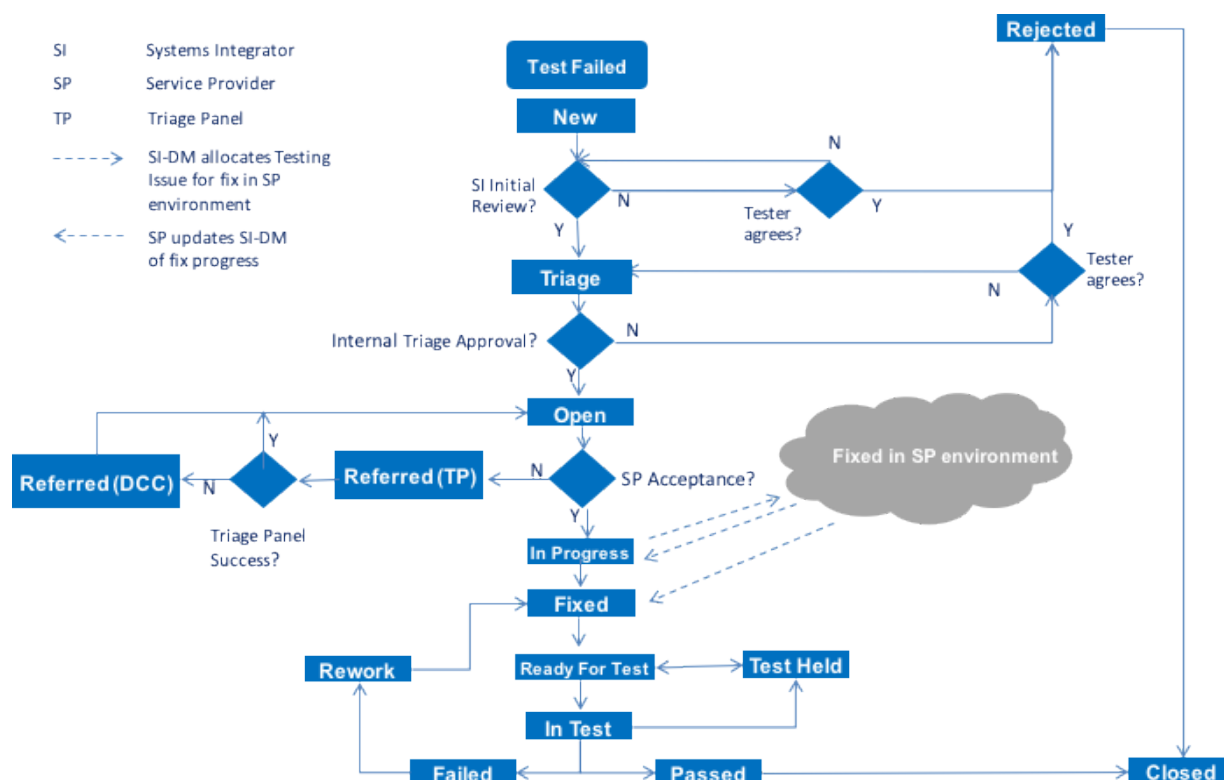 Rejected
SI Systems Integrator
Test Failed
SP Service Provider
TP Triage Panel
New
SI-DM allocates Testing
Issue for fix in SP
environment
N
SI Initial
Review?
N
Y
Tester
agrees?
Y
SP updates SI-DM
of fix progress
Y
Tester
agrees?
Triage
N
Internal Triage Approval?
N
Y
Open
Y
Fixed in SP environment
Referred (DCC)
N
Referred (TP)
N
SP Acceptance?
Y
Triage Panel
Success?
In Progress
Fixed
Rework
Ready For Test
Test Held
In Test
Failed
Passed
Closed